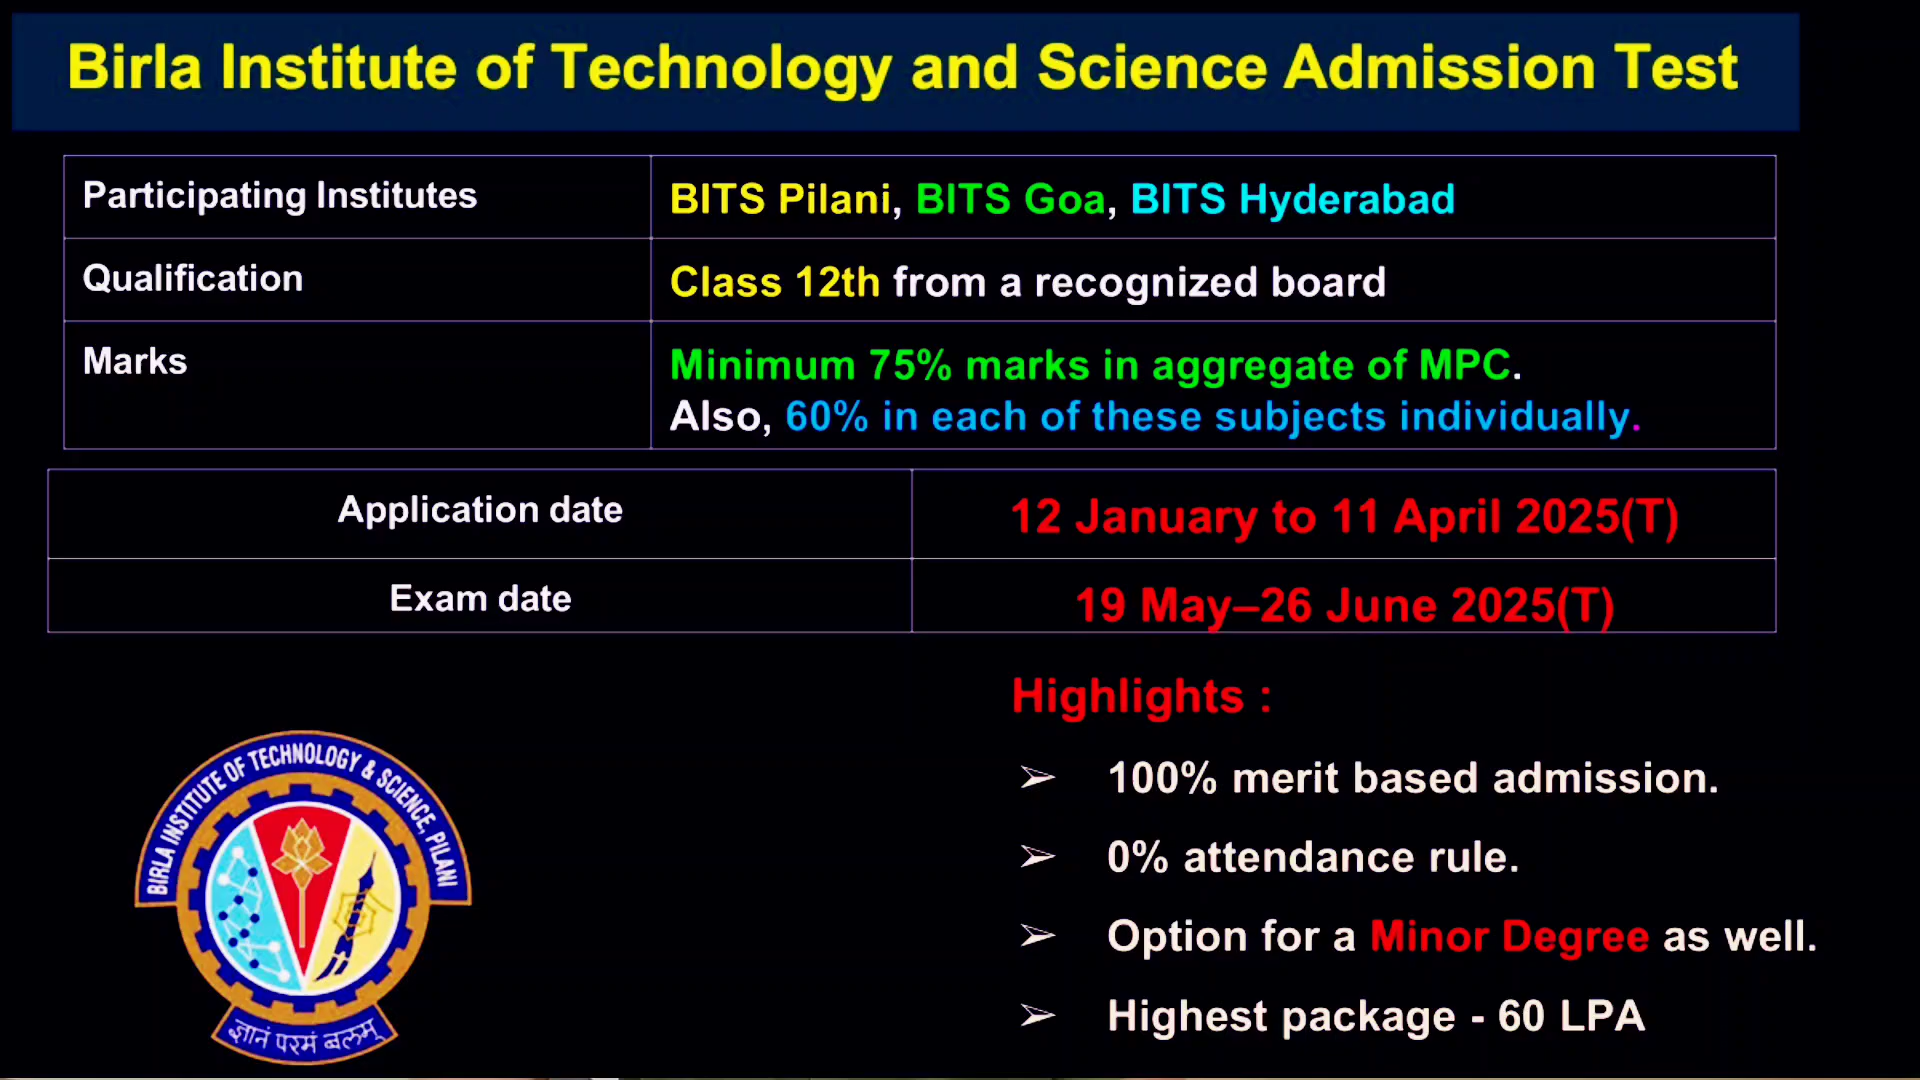 Birla Institute of Technology and Science Admission Test
Participating Institutes
BITS Pilani, BITS Goa, BITS Hyderabad
Qualification
Class 12th from a recognized board
Marks
Minimum 75% marks in aggregate of MPC.
Also, 60% in each of these subjects individually.
Application date
12 January to 11 April 2025(T)
Exam date
19 May–26 June 2025(T)
Highlights :
➢ 100% merit based admission.
➢ 0% attendance rule.
➢ Option for a Minor Degree as well.
➢ Highest package - 60 LPA
BIRLA INSTITUTE OF TECHNOLOGY & SCIENCE, PILANI
ज्ञानं परमं बलम्